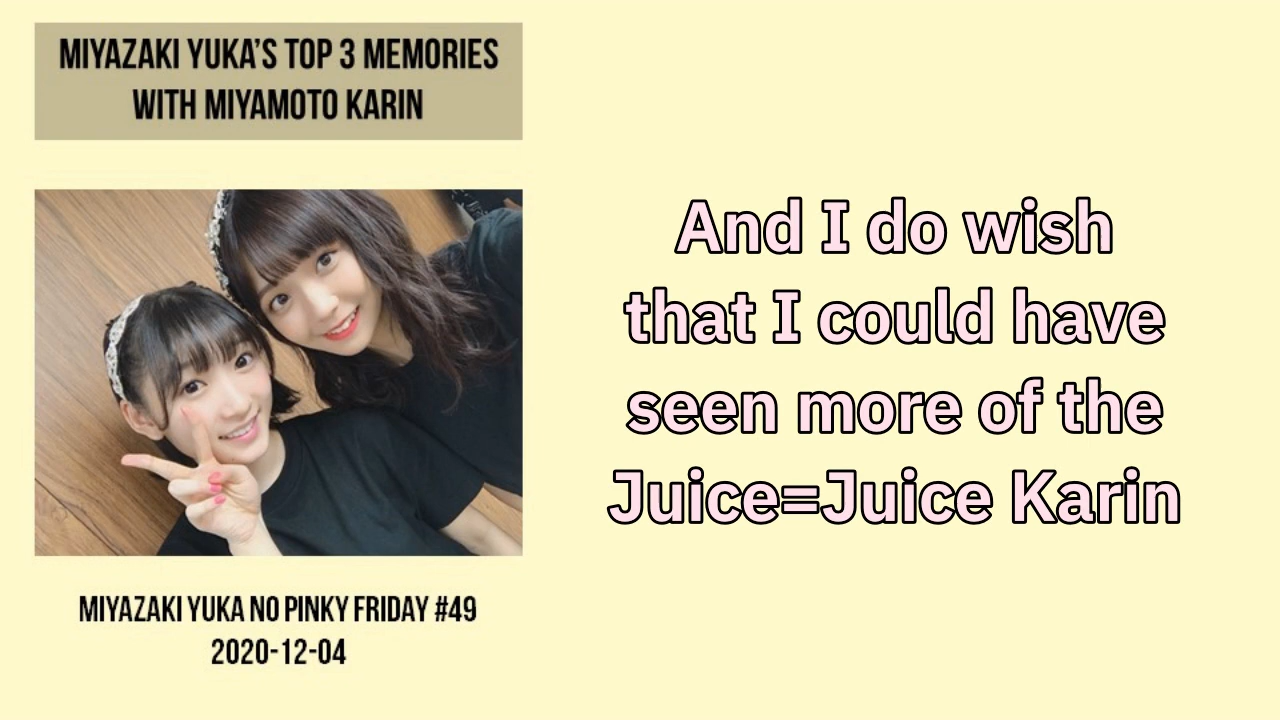 MIYAZAKI YUKA'S TOP 3 MEMORIES
WITH MIYAMOTO KARIN
And I do wish
that I could have
seen more of the
Juice=Juice Karin
MIYAZAKI YUKA NO PINKY FRIDAY #49
2020-12-04